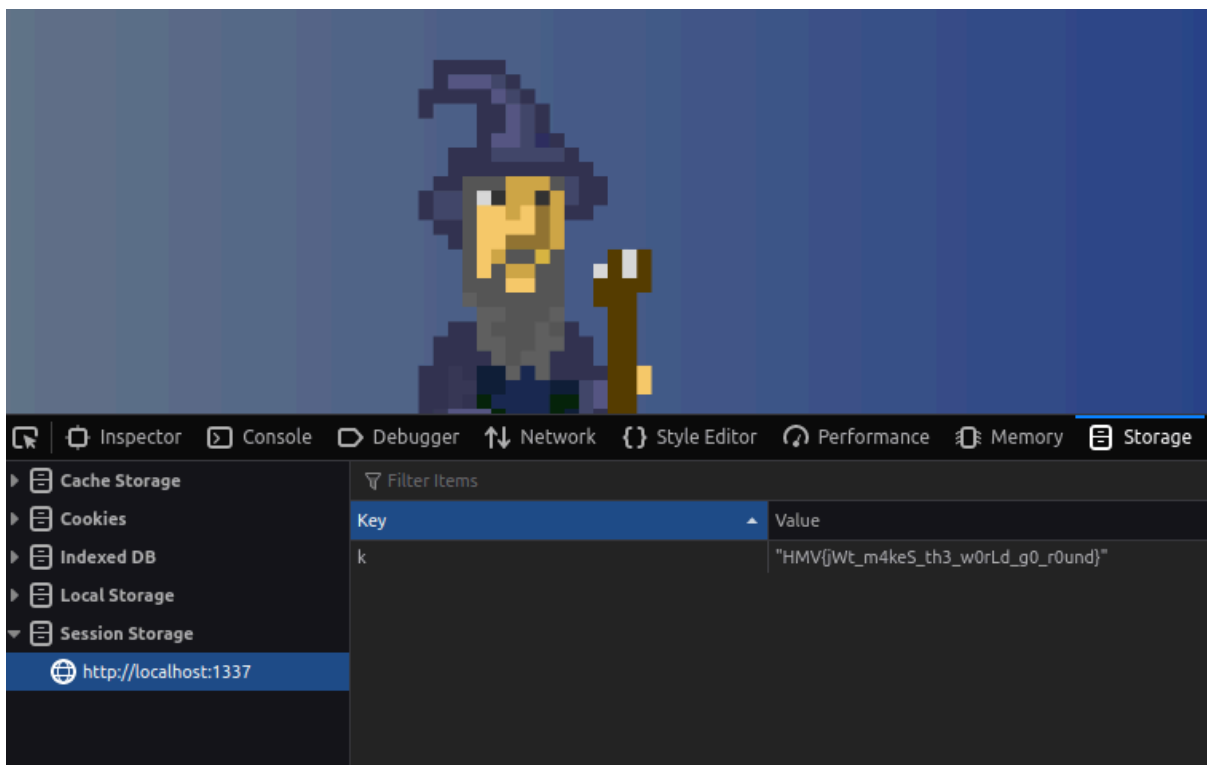 Inspector Console Debugger Network Style Editor Performance Memory Storage
Cache Storage
Filter Items
Cookies
Key Value
Indexed DB
k "HMV{jWt_m4keS_th3_w0rLd_g0_r0und}"
Local Storage
Session Storage
http://localhost:1337